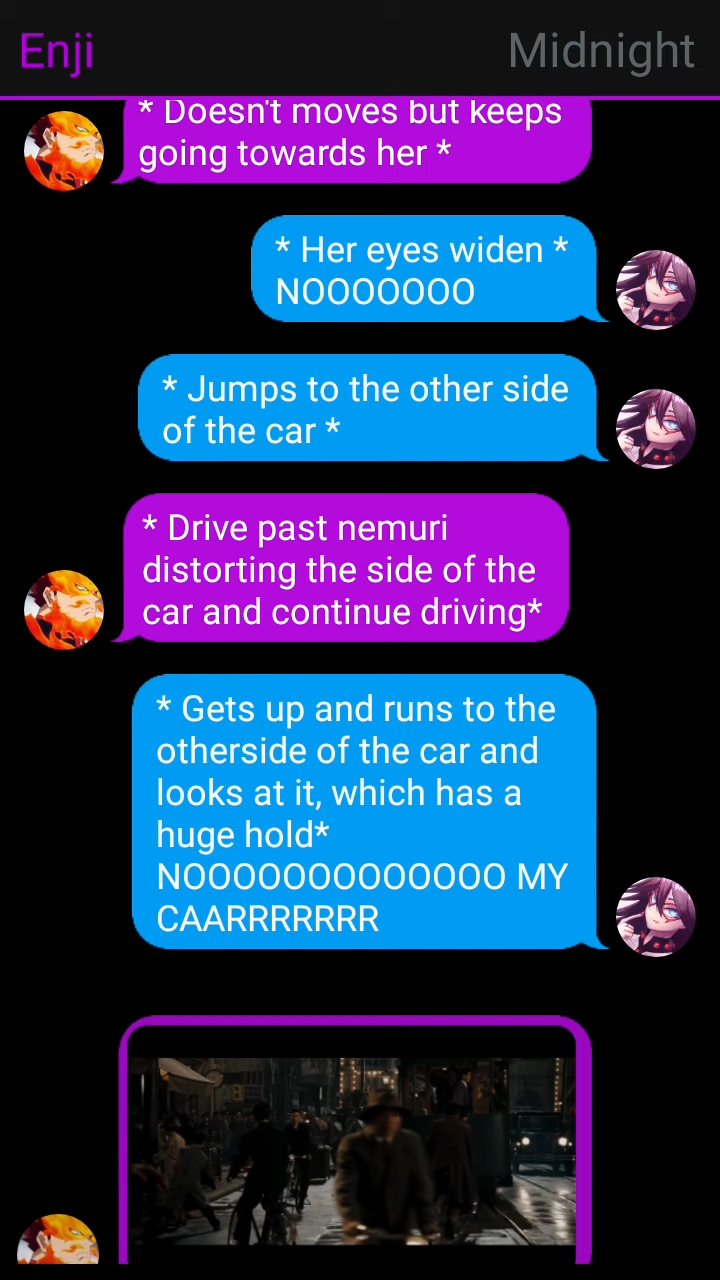 Enji
Midnight
* Doesn't moves but keeps
going towards her *
* Her eyes widen *
NOOOOOOO
* Jumps to the other side
of the car *
* Drive past nemuri
distorting the side of the
car and continue driving*
* Gets up and runs to the
otherside of the car and
looks at it, which has a
huge hold*
NOOOOOOOOOOOOO MY
CAARRRRRRR